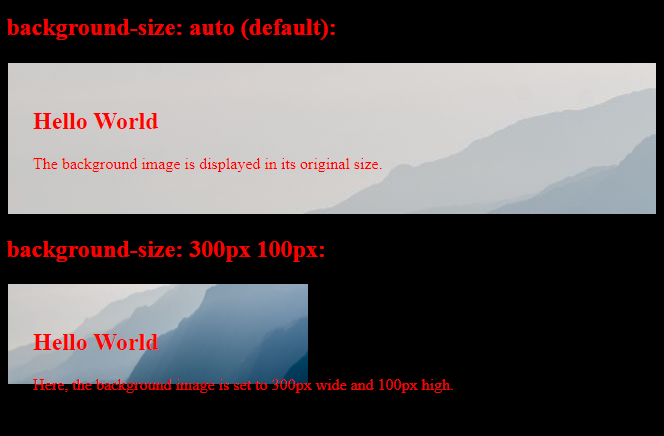 background-size: auto (default):
Hello World
The background image is displayed in its original size.
background-size: 300px 100px:
Hello World
Here, the background image is set to 300px wide and 100px high.